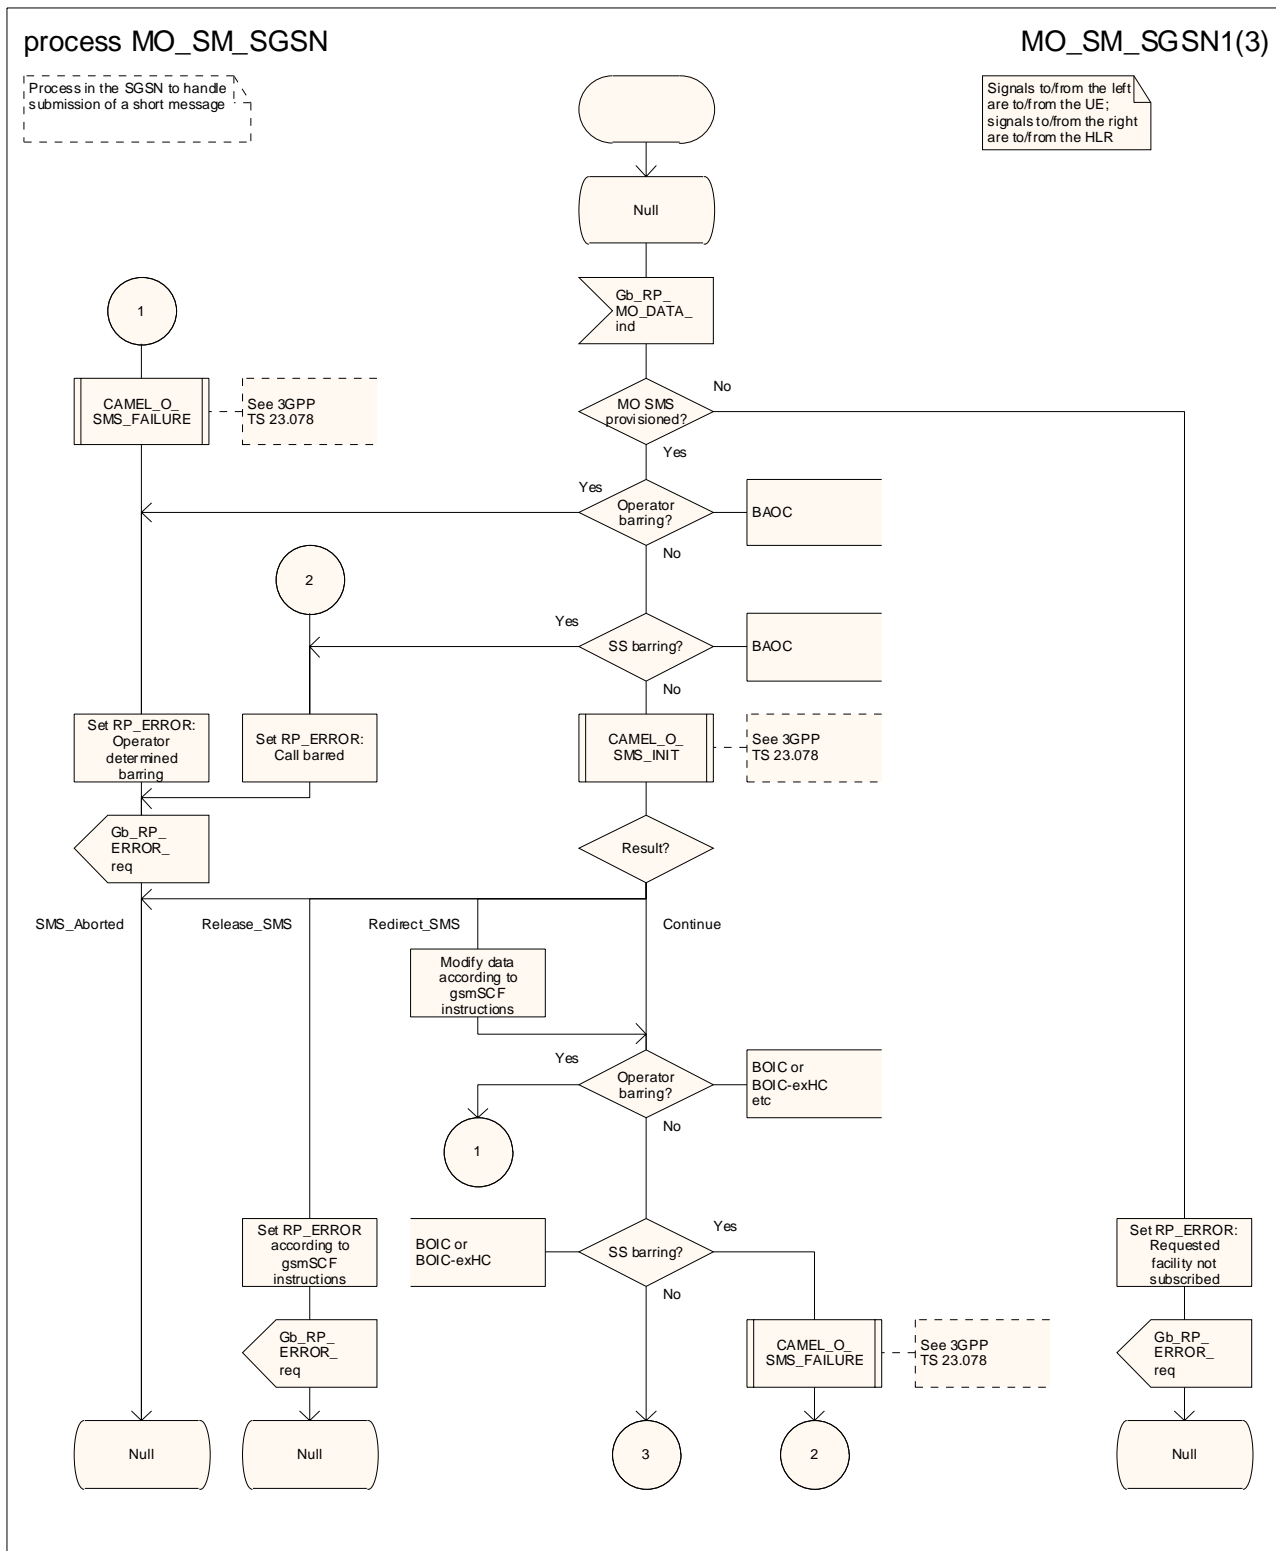 process MO_SM_SGSN
MO_SM_SGSN1(3)
Process in the SGSN to handle
submission of a short message
Signals to/from the left
are to/from the UE;
signals to/from the right
are to/from the HLR
Null
Gb_RP_
MO_DATA_
ind
1
No
CAMEL_O_
SMS_FAILURE
See 3GPP
TS 23.078
MO SMS
provisioned?
Yes
Yes
Operator
barring?
BAOC
No
2
Yes
SS barring?
BAOC
No
Set RP_ERROR:
Operator
determined
barring
Set RP_ERROR:
Call barred
CAMEL_O_
SMS_INIT
See 3GPP
TS 23.078
Gb_RP_
ERROR_
req
Result?
SMS_Aborted
Release_SMS
Redirect_SMS
Continue
Modify data
according to
gsmSCF
instructions
Yes
Operator
barring?
BOIC or
BOIC-exHC
etc
No
1
Set RP_ERROR
according to
gsmSCF
instructions
BOIC or
BOIC-exHC
SS barring?
Yes
Set RP_ERROR:
Requested
facility not
subscribed
No
Gb_RP_
ERROR_
req
CAMEL_O_
SMS_FAILURE
See 3GPP
TS 23.078
Gb_RP_
ERROR_
req
Null
Null
3
2
Null